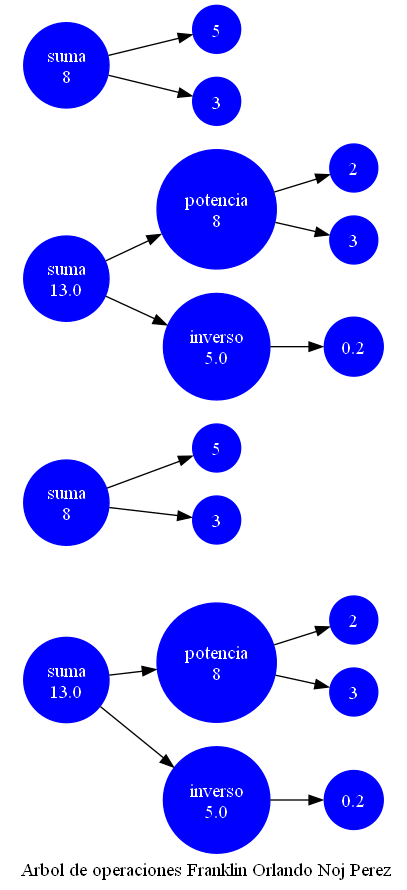 suma
8
5
3
suma
13.0
potencia
8
2
3
inverso
5.0
0.2
suma
8
5
3
suma
13.0
potencia
8
2
3
inverso
5.0
0.2
Arbol de operaciones Franklin Orlando Noj Perez